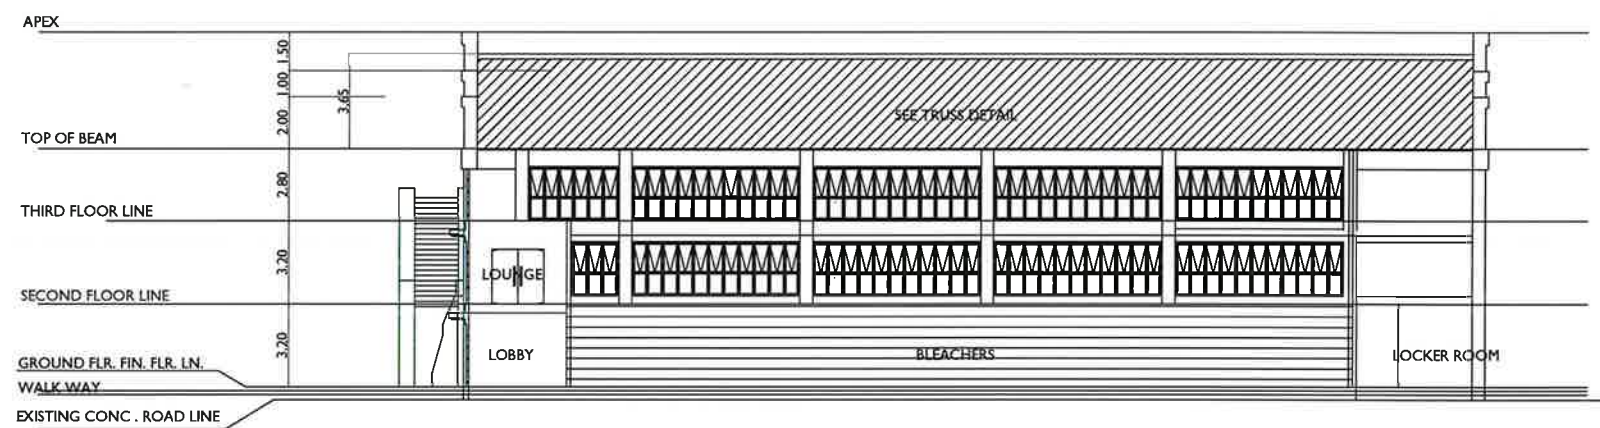 APEX
1.50
1.00
3.65
2.00
SEE TRUSS DETAIL
TOP OF BEAM
2.80
THIRD FLOOR LINE
3.20
LOUNGE
SECOND FLOOR LINE
3.20
LOBBY
BLEACHERS
LOCKER ROOM
GROUND FLR. FIN. FLR. LN.
WALK WAY
EXISTING CONC . ROAD LINE